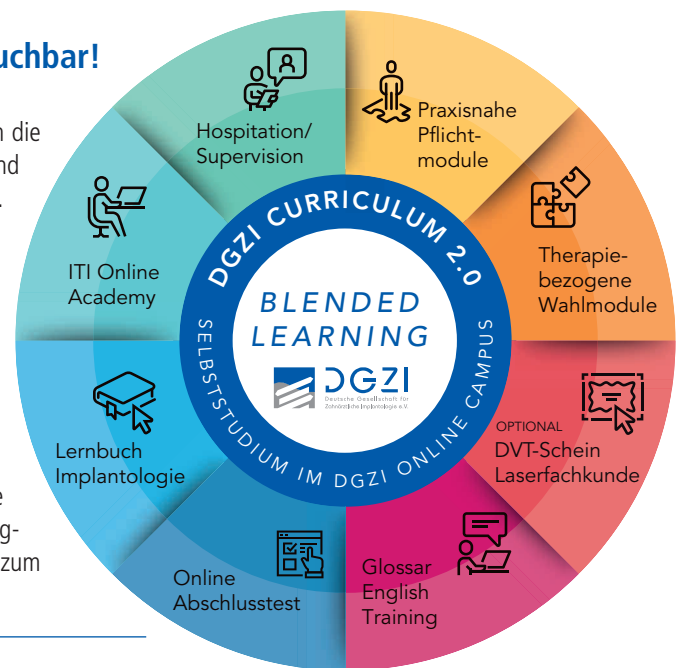 uchbar!
n die
nd
.
e
g-
zum
Hospitation/
Supervision
Praxisnahe
Pflicht-
module
Therapie-
bezogene
Wahlmodule
OPTIONAL
DVT-Schein
Laserfachkunde
Glossar
English
Training
Online
Abschlusstest
Lernbuch
Implantologie
ITI Online
Academy
DGZI CURRICULUM 2.0
BLENDED
LEARNING
DGZI
Deutsche Gesellschaft für
Zahnärztliche Implantologie e.V.
SELBSTSTUDIUM IM DGZI ONLINE CAMPUS